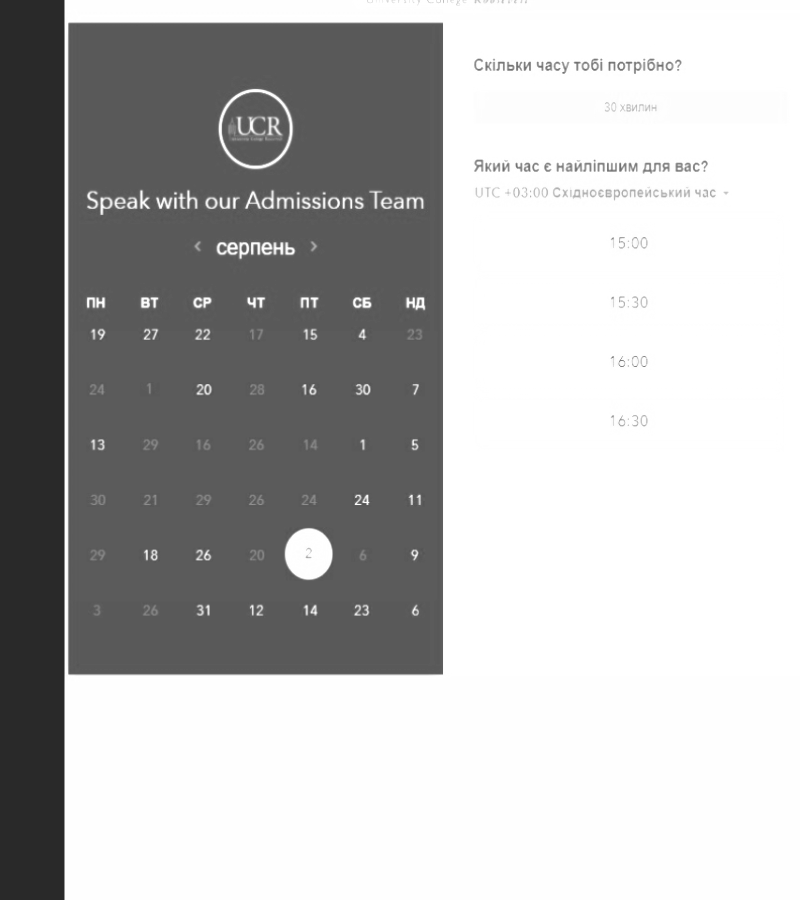 University College
UCR
Speak with our Admissions Team
серпень
ПН ВТ СР ЧТ ПТ СБ НД
19 27 22 17 15 4 23
24 1 20 28 16 30 7
13 29 16 26 14 1 5
30 21 29 26 24 24 11
29 18 26 20 2 6 9
3 26 31 12 14 23 6
Скільки часу тобі потрібно?
30 хвилин
Який час є найліпшим для вас?
UTC +03:00 Східноєвропейський час
15:00
15:30
16:00
16:30